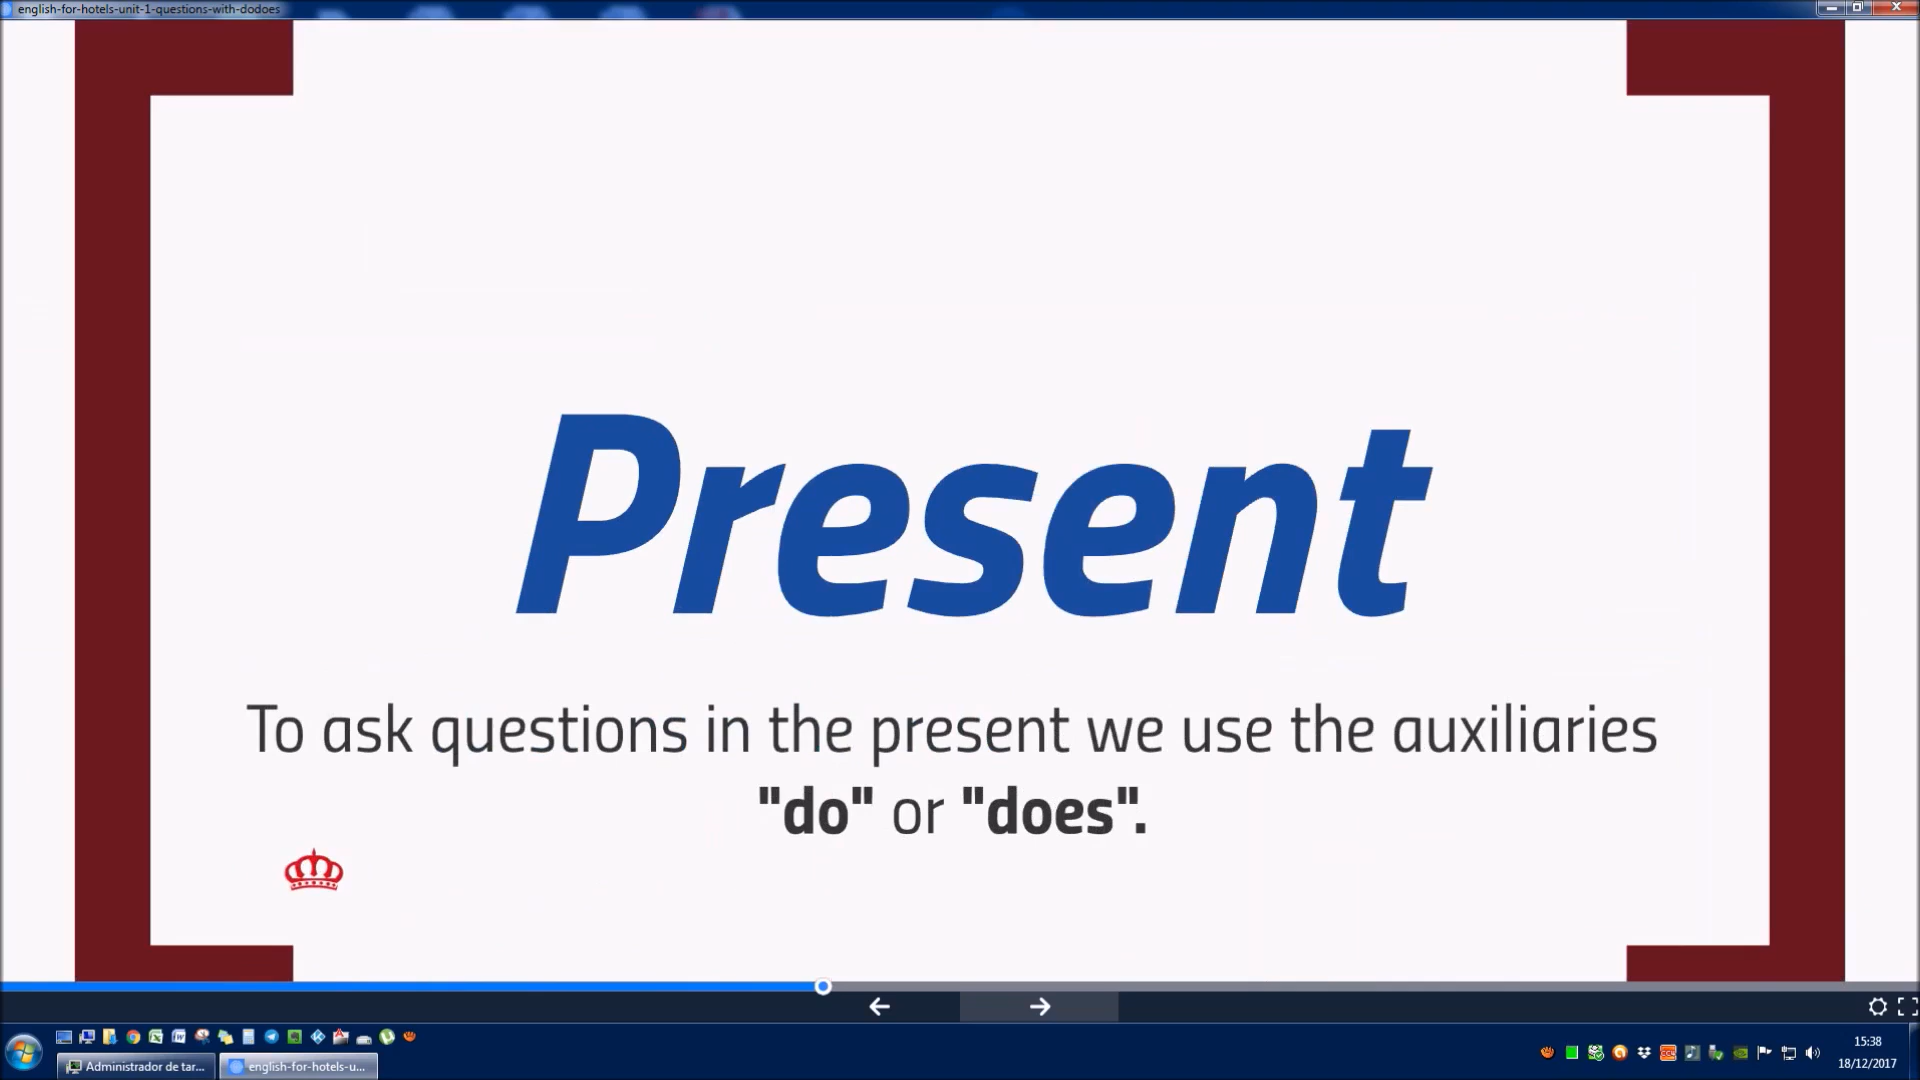 english-for-hotels-unit-1-questions-with-dodoes
Present
To ask questions in the present we use the auxiliaries
"do" or "does".
15:38
Administrador de tar...
english-for-hotels-u...
18/12/2017